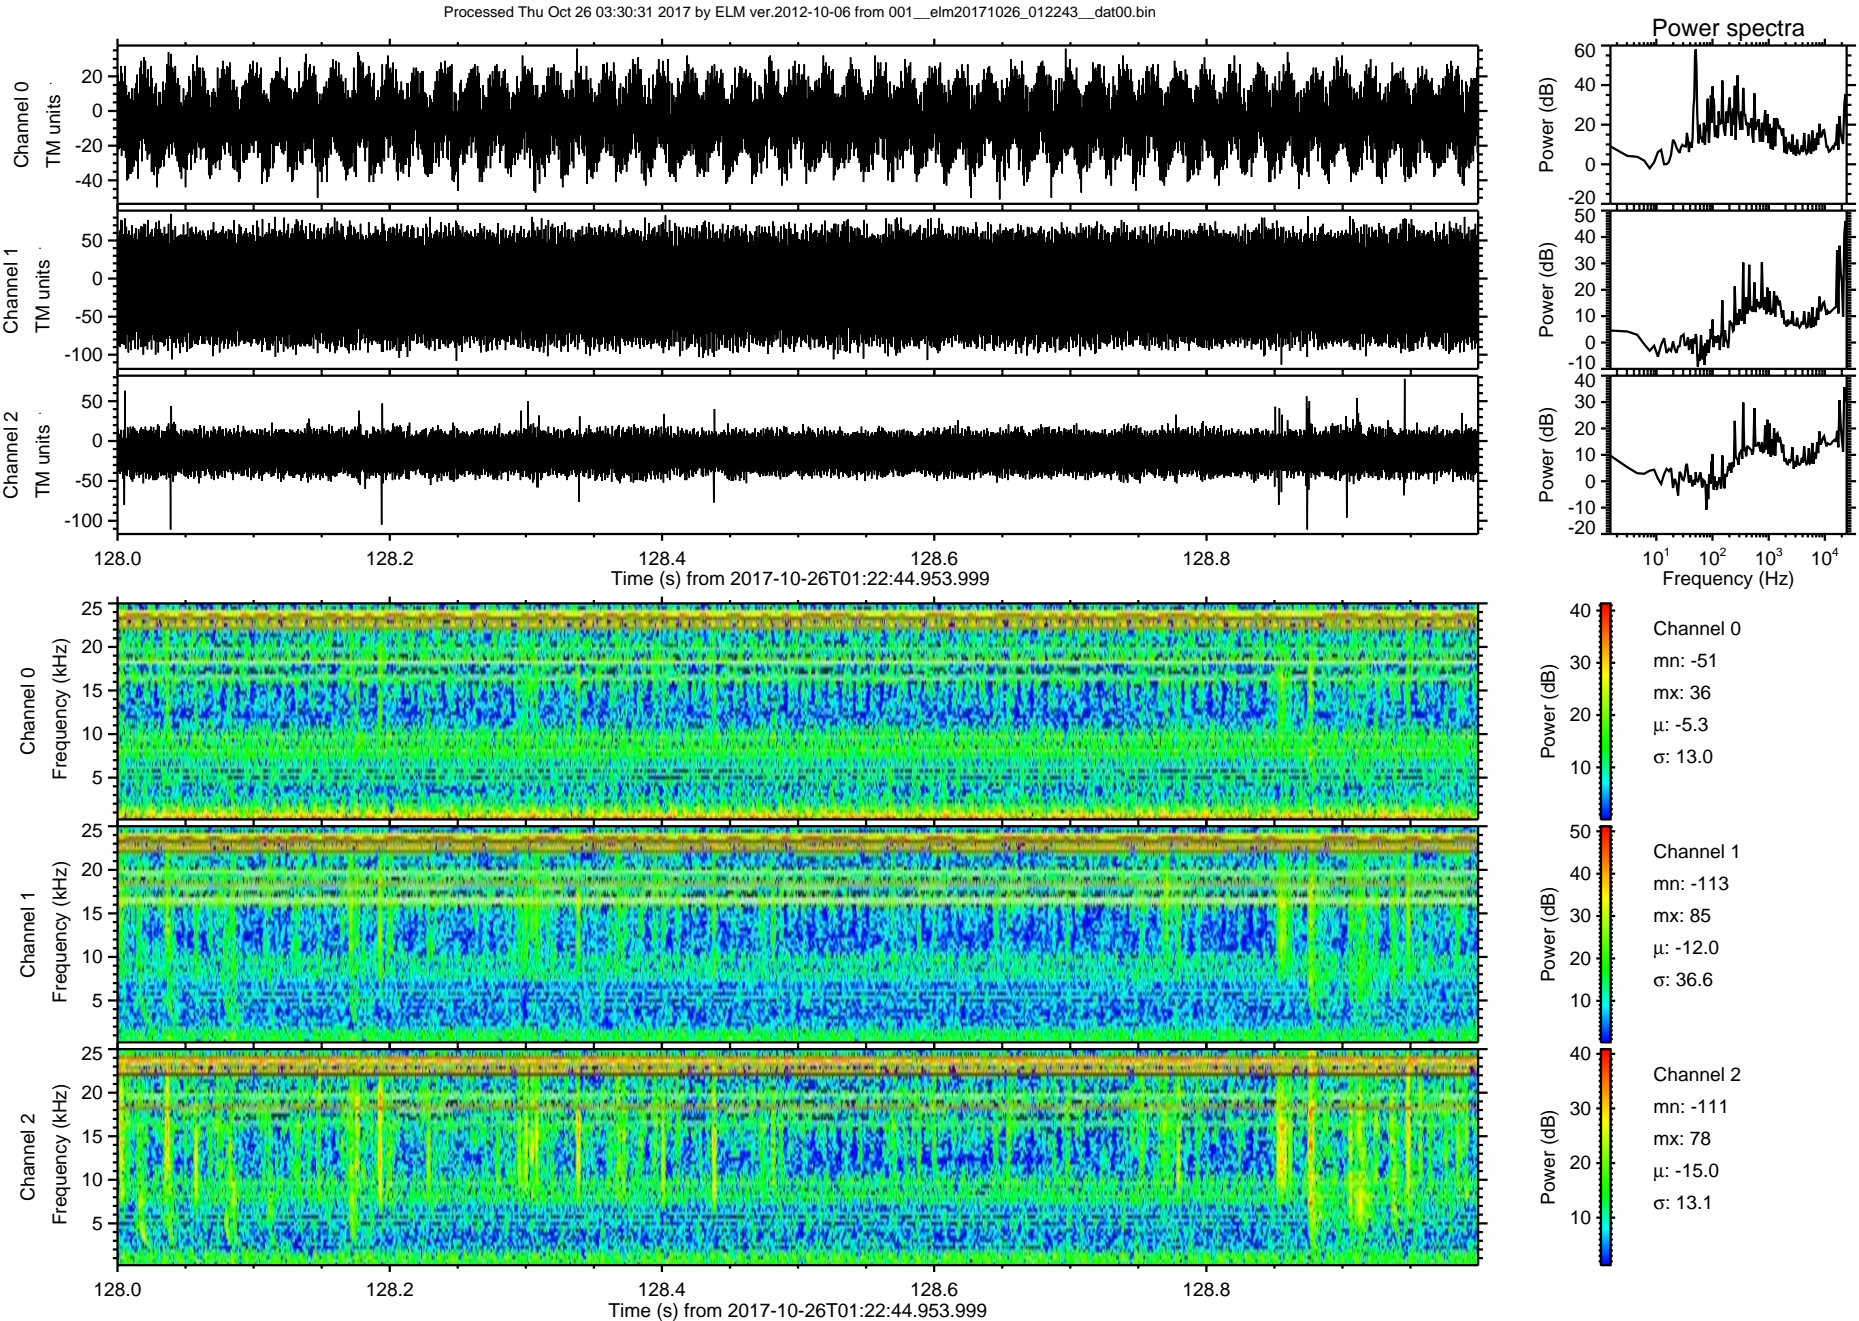 Processed Thu Oct 26 03:30:31 2017 by ELM ver.2012-10-06 from 001__elm20171026_012243__dat00.bin
Power spectra
Channel 0
TM units
20
0
-20
-40
Power (dB)
60
40
20
0
-20
Channel 1
TM units
50
0
-50
-100
Power (dB)
50
40
30
20
10
0
-10
Channel 2
TM units
50
0
-50
-100
Power (dB)
40
30
20
10
0
-10
-20
128.0 128.2 128.4 128.6 128.8
Time (s) from 2017-10-26T01:22:44.953.999
10^1 10^2 10^3 10^4
Frequency (Hz)
Channel 0
Frequency (kHz)
25
20
15
10
5
Power (dB)
40
30
20
10
Channel 0
mn: -51
mx: 36
μ: -5.3
σ: 13.0
Channel 1
Frequency (kHz)
25
20
15
10
5
Power (dB)
50
40
30
20
10
Channel 1
mn: -113
mx: 85
μ: -12.0
σ: 36.6
Channel 2
Frequency (kHz)
25
20
15
10
5
Power (dB)
40
30
20
10
Channel 2
mn: -111
mx: 78
μ: -15.0
σ: 13.1
128.0 128.2 128.4 128.6 128.8
Time (s) from 2017-10-26T01:22:44.953.999